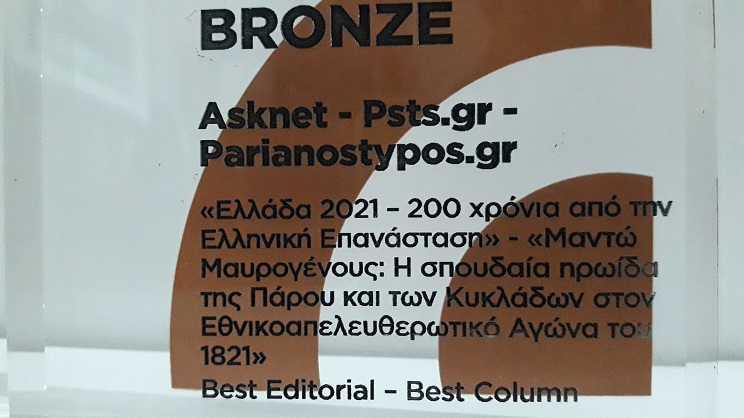 BRONZE
Asknet - Psts.gr -
Parianostypos.gr
«Ελλάδα 2021 – 200 χρόνια από την
Ελληνική Επανάσταση» - «Μαντώ
Μαυρογένους: Η σπουδαία ηρωίδα
της Πάρου και των Κυκλάδων στον
Εθνικοαπελευθερωτικό Αγώνα του
1821»
Best Editorial – Best Column